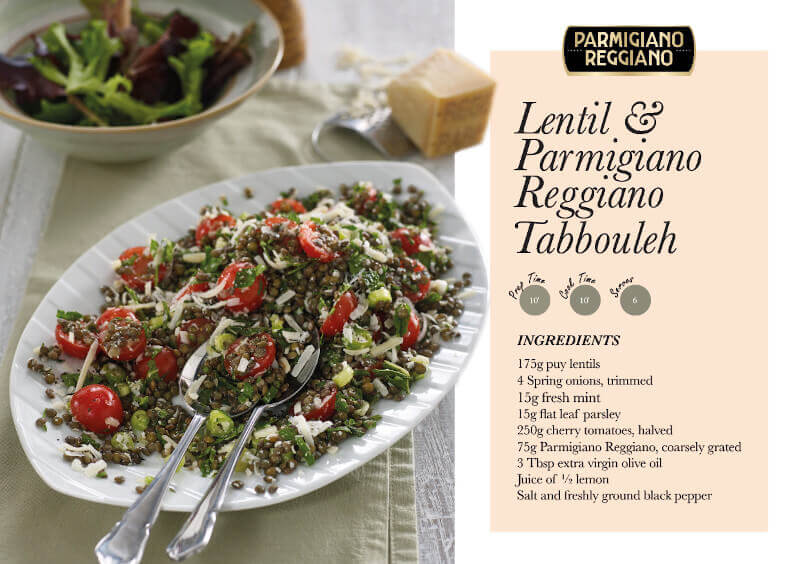 PARMIGIANO
REGGIANO
Lentil &
Parmigiano
Reggiano
Tabbouleh
Prep Time
Cook Time
Serves
10'
10'
6
INGREDIENTS
175g puy lentils
4 Spring onions, trimmed
15g fresh mint
15g flat leaf parsley
250g cherry tomatoes, halved
75g Parmigiano Reggiano, coarsely grated
3 Tbsp extra virgin olive oil
Juice of ½ lemon
Salt and freshly ground black pepper